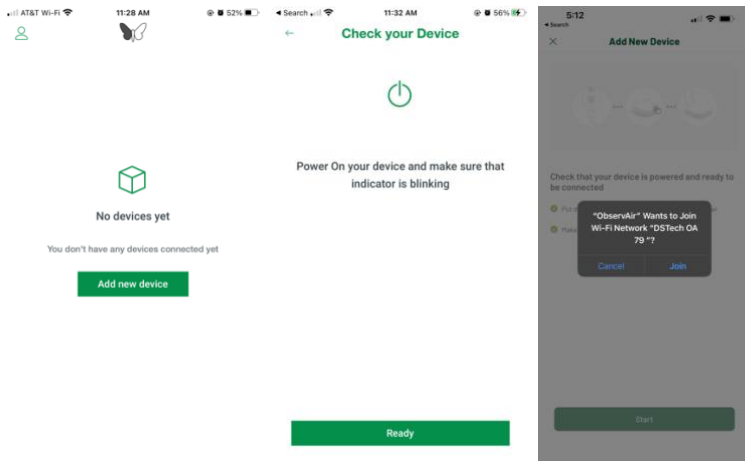 AT&T Wi-Fi
11:28 AM
52%
No devices yet
You don't have any devices connected yet
Add new device
Search
11:32 AM
56%
Check your Device
Power On your device and make sure that
indicator is blinking
Ready
5:12
Search
Add New Device
Check that your device is powered and ready to
be connected
"ObservAir" Wants to Join
Wi-Fi Network "DSTech OA
79 "?
Cancel
Join
Start